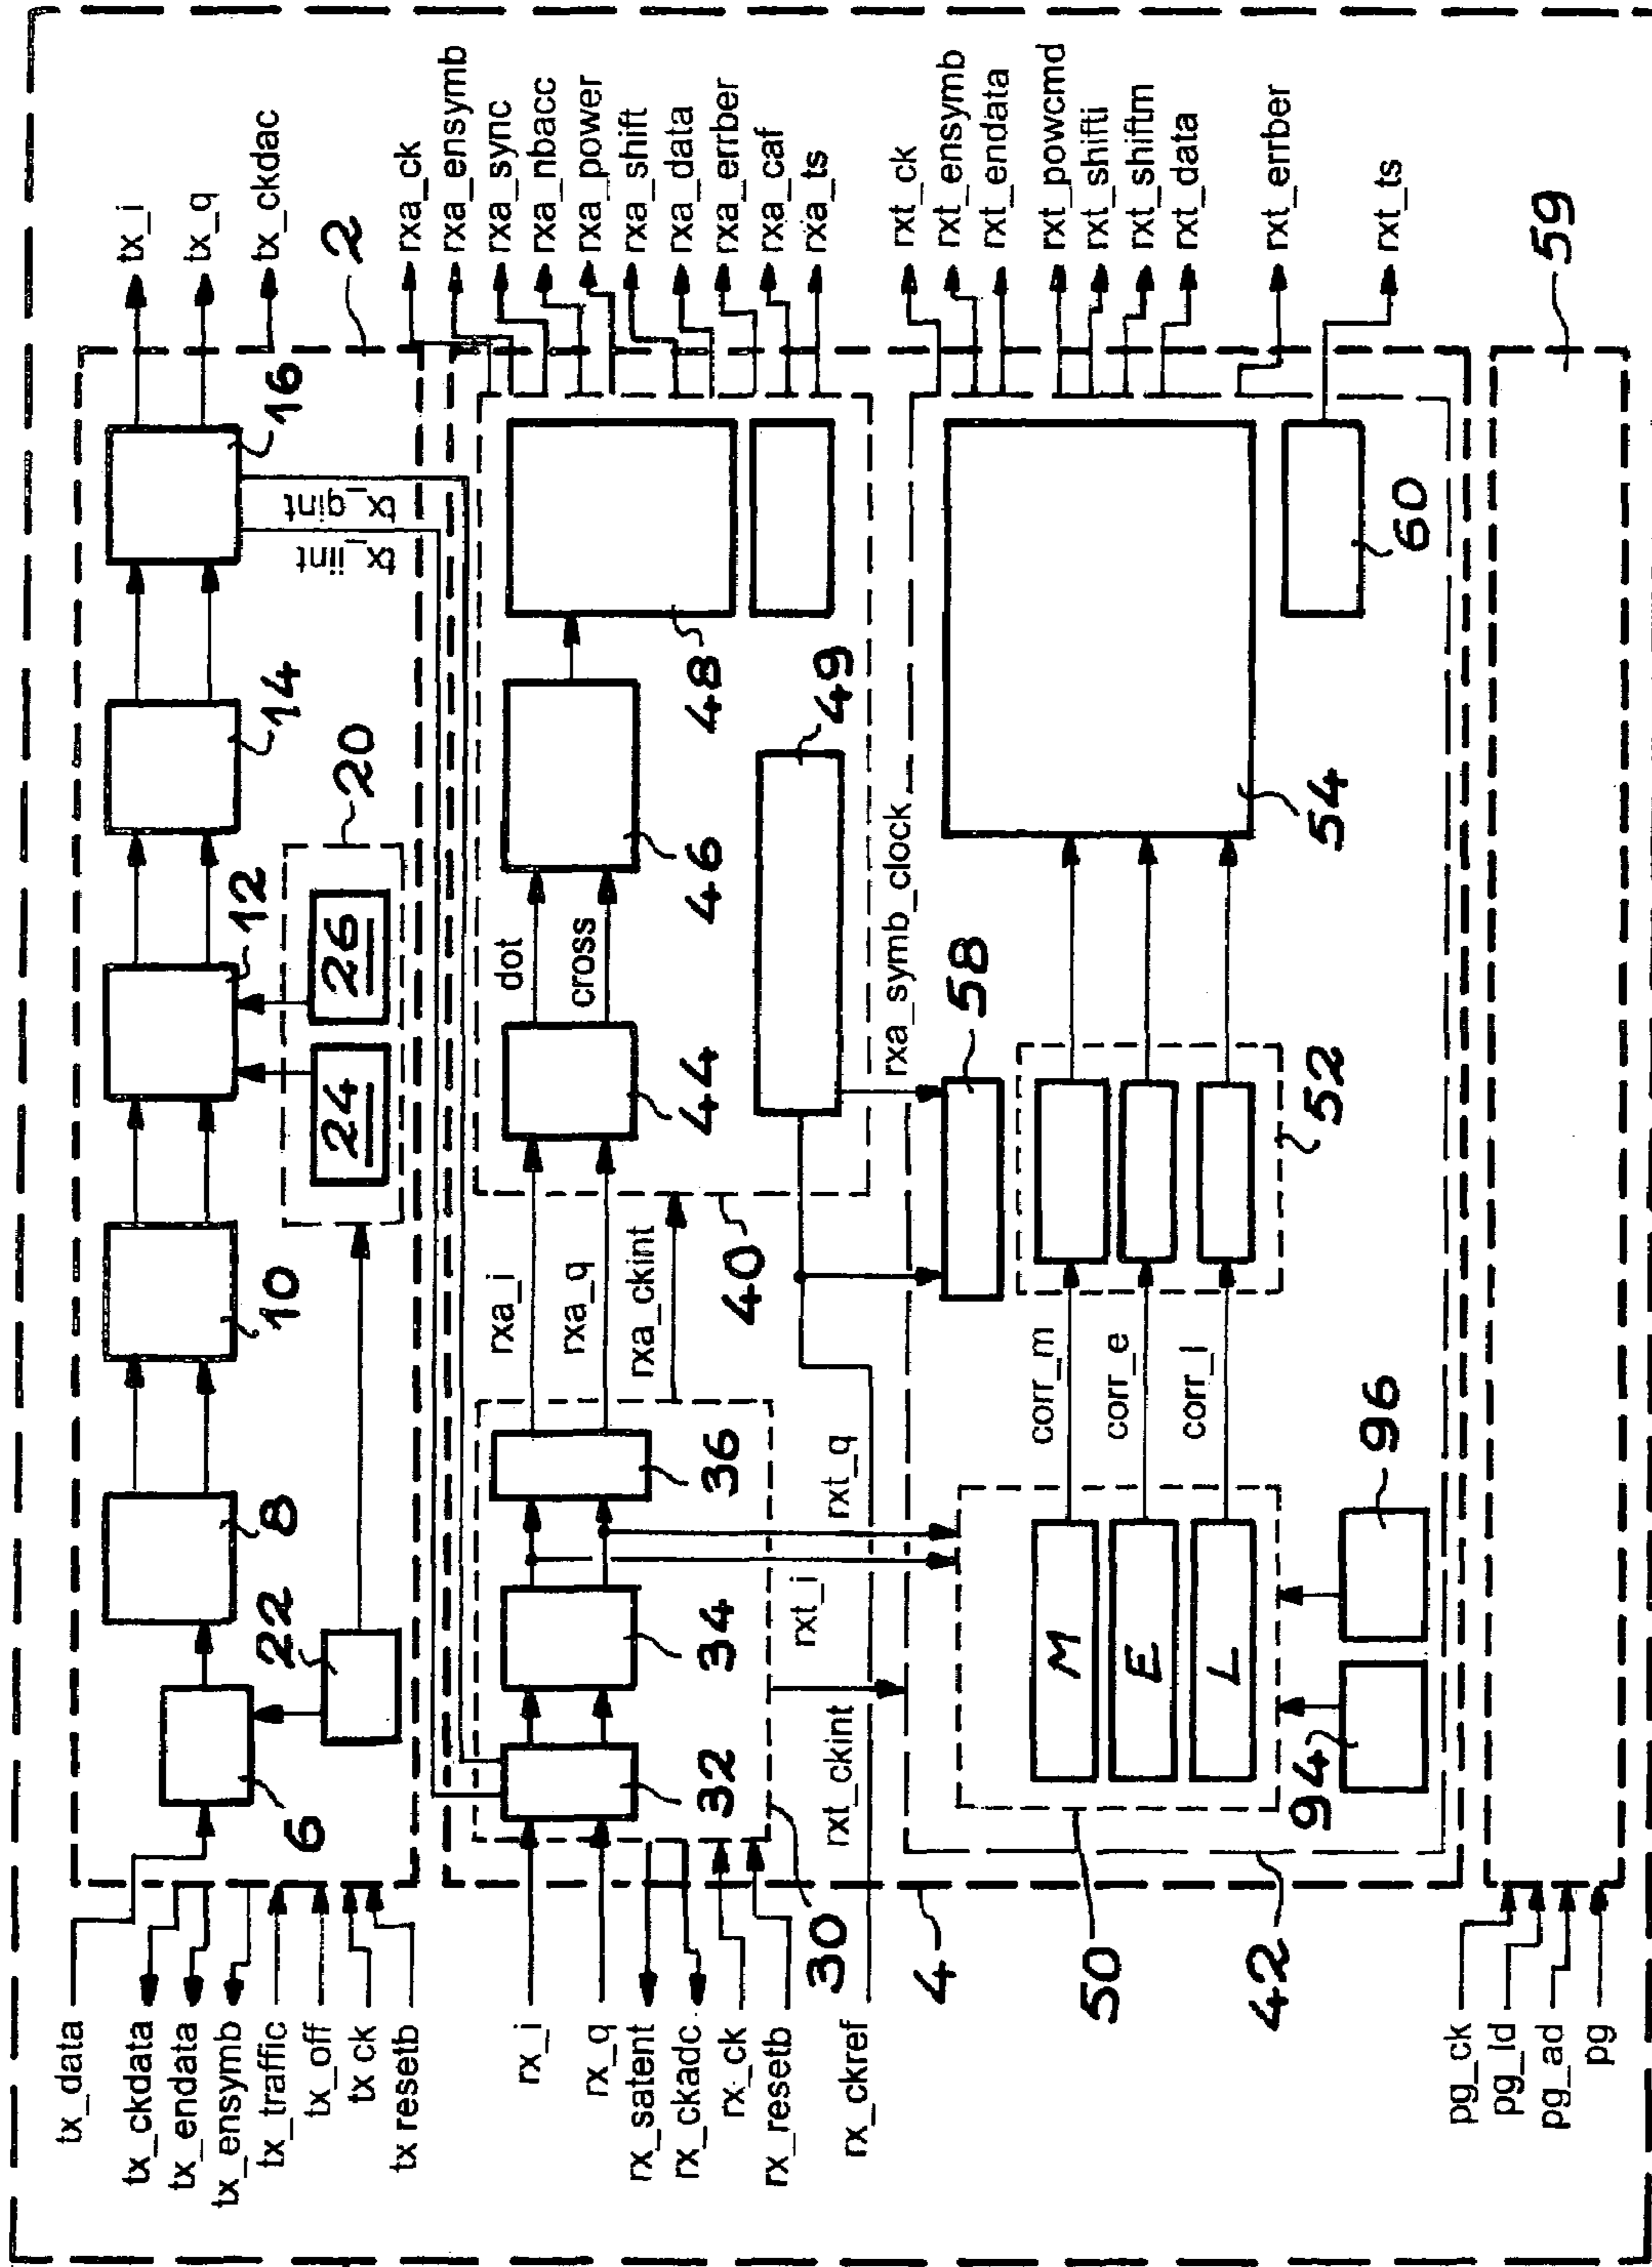 tx_data
tx_ckdata
tx_endata
tx_ensymb
tx_traffic
tx_off
tx ck
tx resetb
rx_i
rx_q
rx_satent
rx_ckadc
rx_ck
rx_resetb
rx_ckref
pg_ck
pg_ld
pg_ad
pg
6
8
10
12
14
16
22
24
26
20
2
tx_iint
tx_qint
tx_i
tx_q
tx_ckdac
30
32
34
36
rxa_i
rxa_q
rxa_ckint
40
44
dot
cross
46
48
49
rxa_symb_clock
rxa_ck
rxa_ensymb
rxa_sync
rxa_nbacc
rxa_power
rxa_shift
rxa_data
rxa_errber
rxa_caf
rxa_ts
4
rxt_ckint
rxt_i
rxt_q
50
42
M
E
L
94
96
corr_m
corr_e
corr_l
52
58
54
60
rxt_ck
rxt_ensymb
rxt_endata
rxt_powcmd
rxt_shifti
rxt_shiftm
rxt_data
rxt_errber
rxt_ts
59